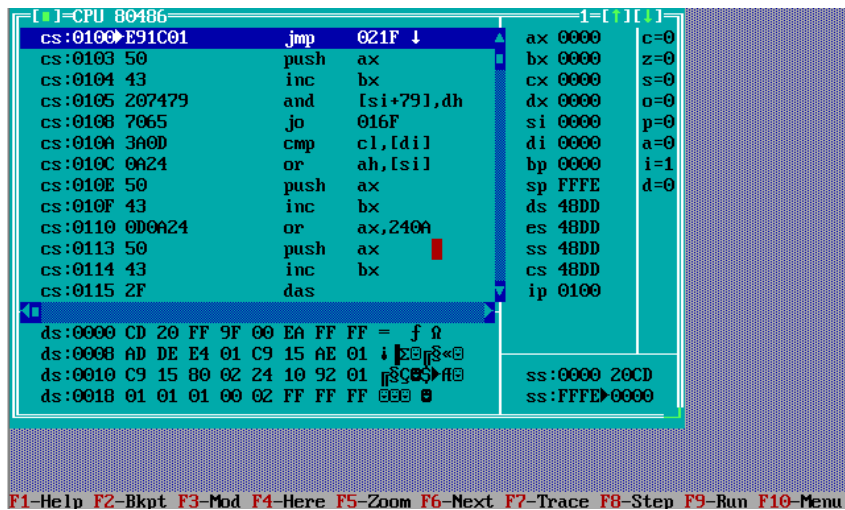 [■]=CPU 80486 1=[↑][↓]
cs:0100►E91C01 jmp 021F ↓ ax 0000 c=0
cs:0103 50 push ax bx 0000 z=0
cs:0104 43 inc bx cx 0000 s=0
cs:0105 207479 and [si+79],dh dx 0000 o=0
cs:0108 7065 jo 016F si 0000 p=0
cs:010A 3A0D cmp cl,[di] di 0000 a=0
cs:010C 0A24 or ah,[si] bp 0000 i=1
cs:010E 50 push ax sp FFFE d=0
cs:010F 43 inc bx ds 48DD
cs:0110 0D0A24 or ax,240A es 48DD
cs:0113 50 push ax ss 48DD
cs:0114 43 inc bx cs 48DD
cs:0115 2F das ip 0100
ds:0000 CD 20 FF 9F 00 EA FF FF = ƒ Ω
ds:0008 AD DE E4 01 C9 15 AE 01 ¡▐Σ☺╔§«☺
ds:0010 C9 15 80 02 24 10 92 01 ╔§Ç☻$►Æ☺ ss:0000 20CD
ds:0018 01 01 01 00 02 FF FF FF ☺☺☺ ☻ ss:FFFE►0000
F1-Help F2-Bkpt F3-Mod F4-Here F5-Zoom F6-Next F7-Trace F8-Step F9-Run F10-Menu